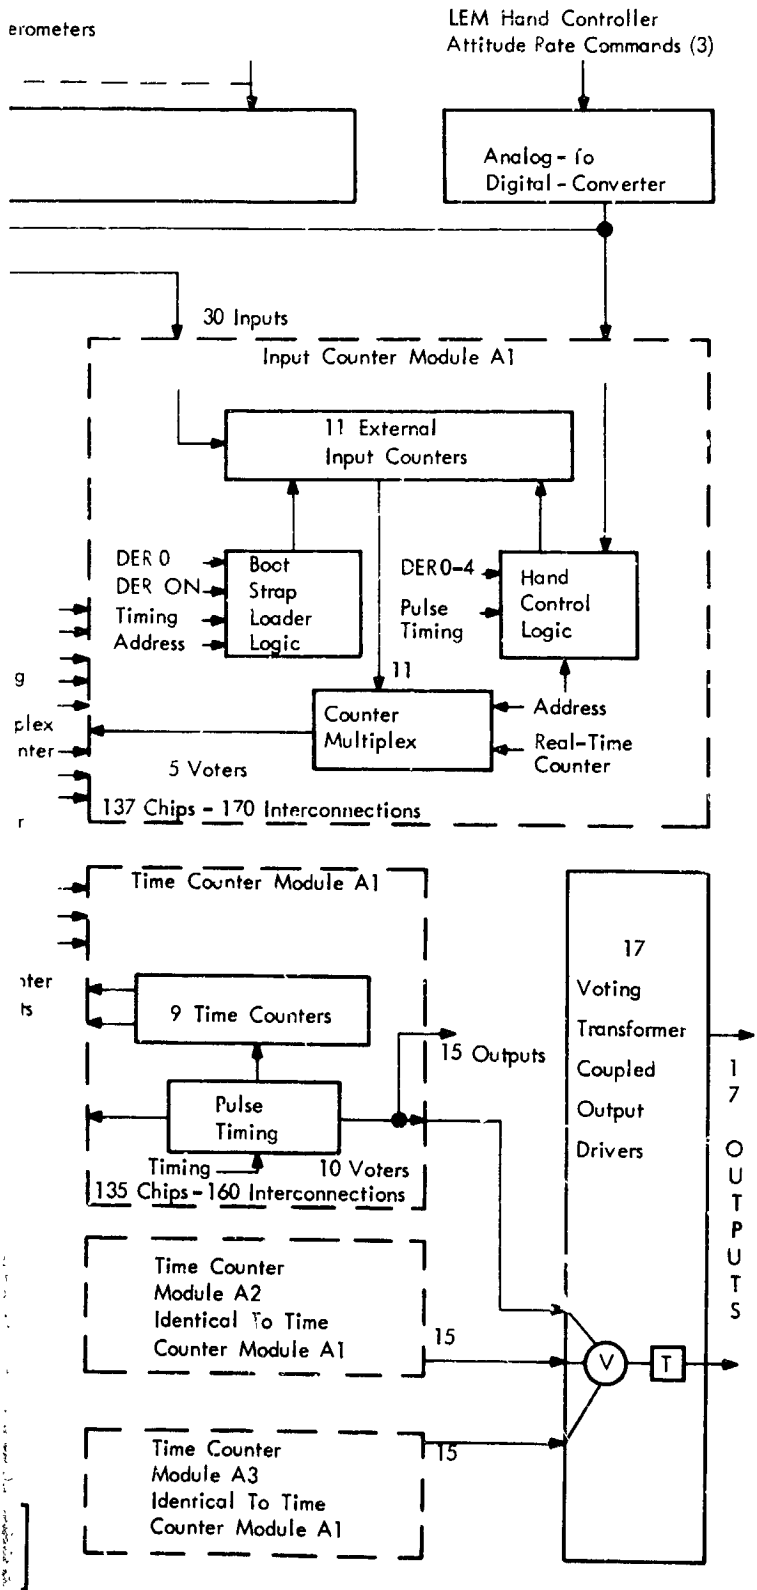 erometers
LEM Hand Controller
Attitude Rate Commands (3)
Analog-To
Digital-Converter
30 Inputs
Input Counter Module A1
11 External
Input Counters
DER 0
DER ON
Timing
Address
Boot
Strap
Loader
Logic
DER 0-4
Pulse
Timing
Hand
Control
Logic
11
Counter
Multiplex
Address
Real-Time
Counter
g
plex
nter
r
5 Voters
137 Chips - 170 Interconnections
Time Counter Module A1
nter
ts
9 Time Counters
15 Outputs
Pulse
Timing
Timing
10 Voters
135 Chips - 160 Interconnections
17
Voting
Transformer
Coupled
Output
Drivers
17 OUTPUTS
Time Counter
Module A2
Identical To Time
Counter Module A1
15
V
T
Time Counter
Module A3
Identical To Time
Counter Module A1
15